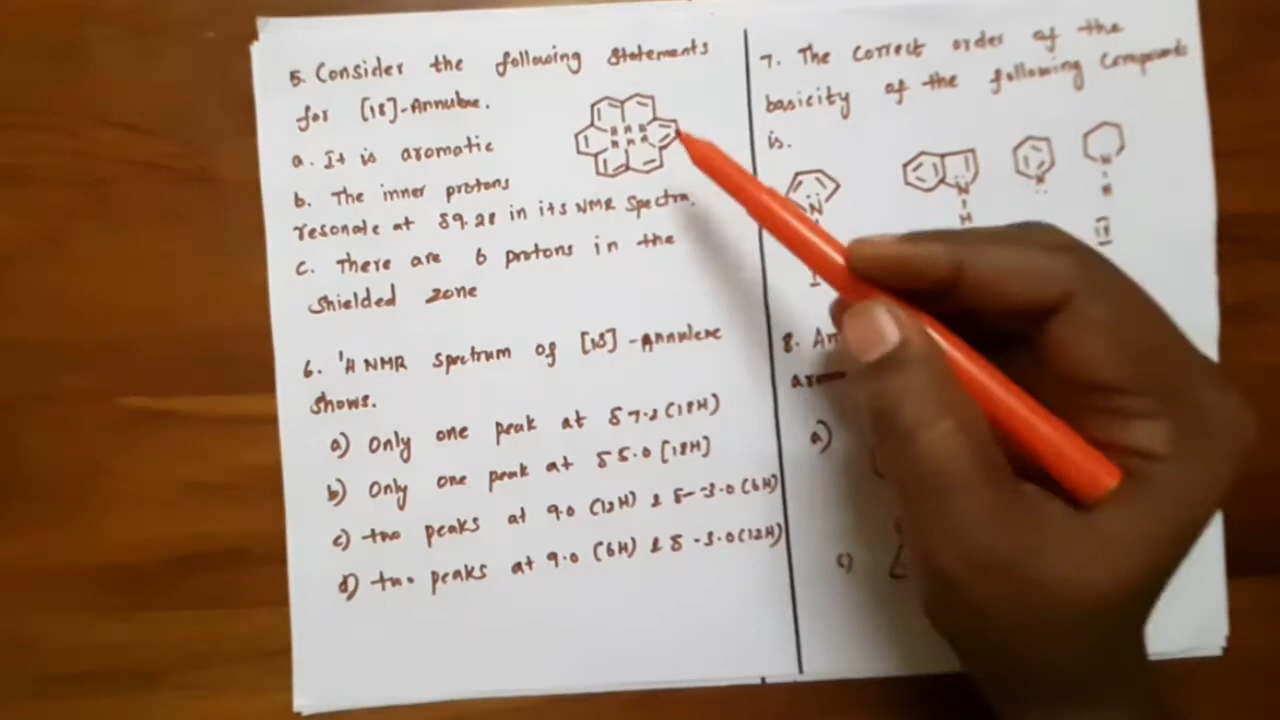 5. Consider the following statements
for [18]-Annulene.
a. It is aromatic
b. The inner protons
resonate at δ9.28 in its NMR Spectra.
c. There are 6 protons in the
shielded zone
6. ¹H NMR spectrum of [18]-Annulene
shows.
a) only one peak at δ7.2 (18H)
b) only one peak at δ5.0 [18H]
c) two peaks at 9.0 (12H) & δ-3.0 (6H)
d) two peaks at 9.0 (6H) & δ -3.0 (12H)
7. The correct order of the
basicity of the following compounds
is.
N
N
H
N
N
H
I
8.
a)
c)